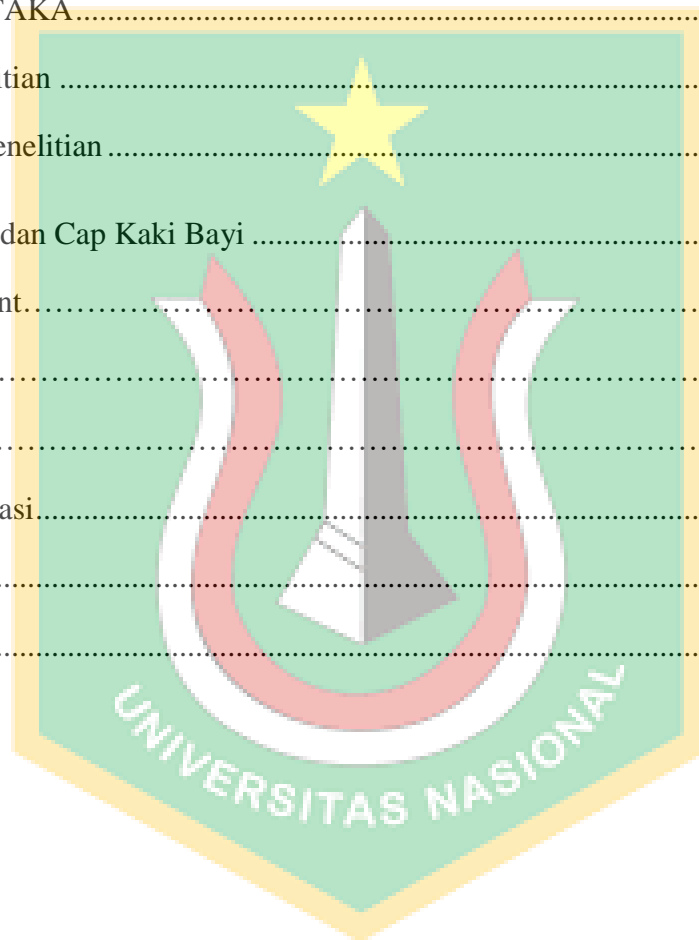 TAKA
itian
enelitian
dan Cap Kaki Bayi
nt
asi
UNIVERSITAS NASIONAL